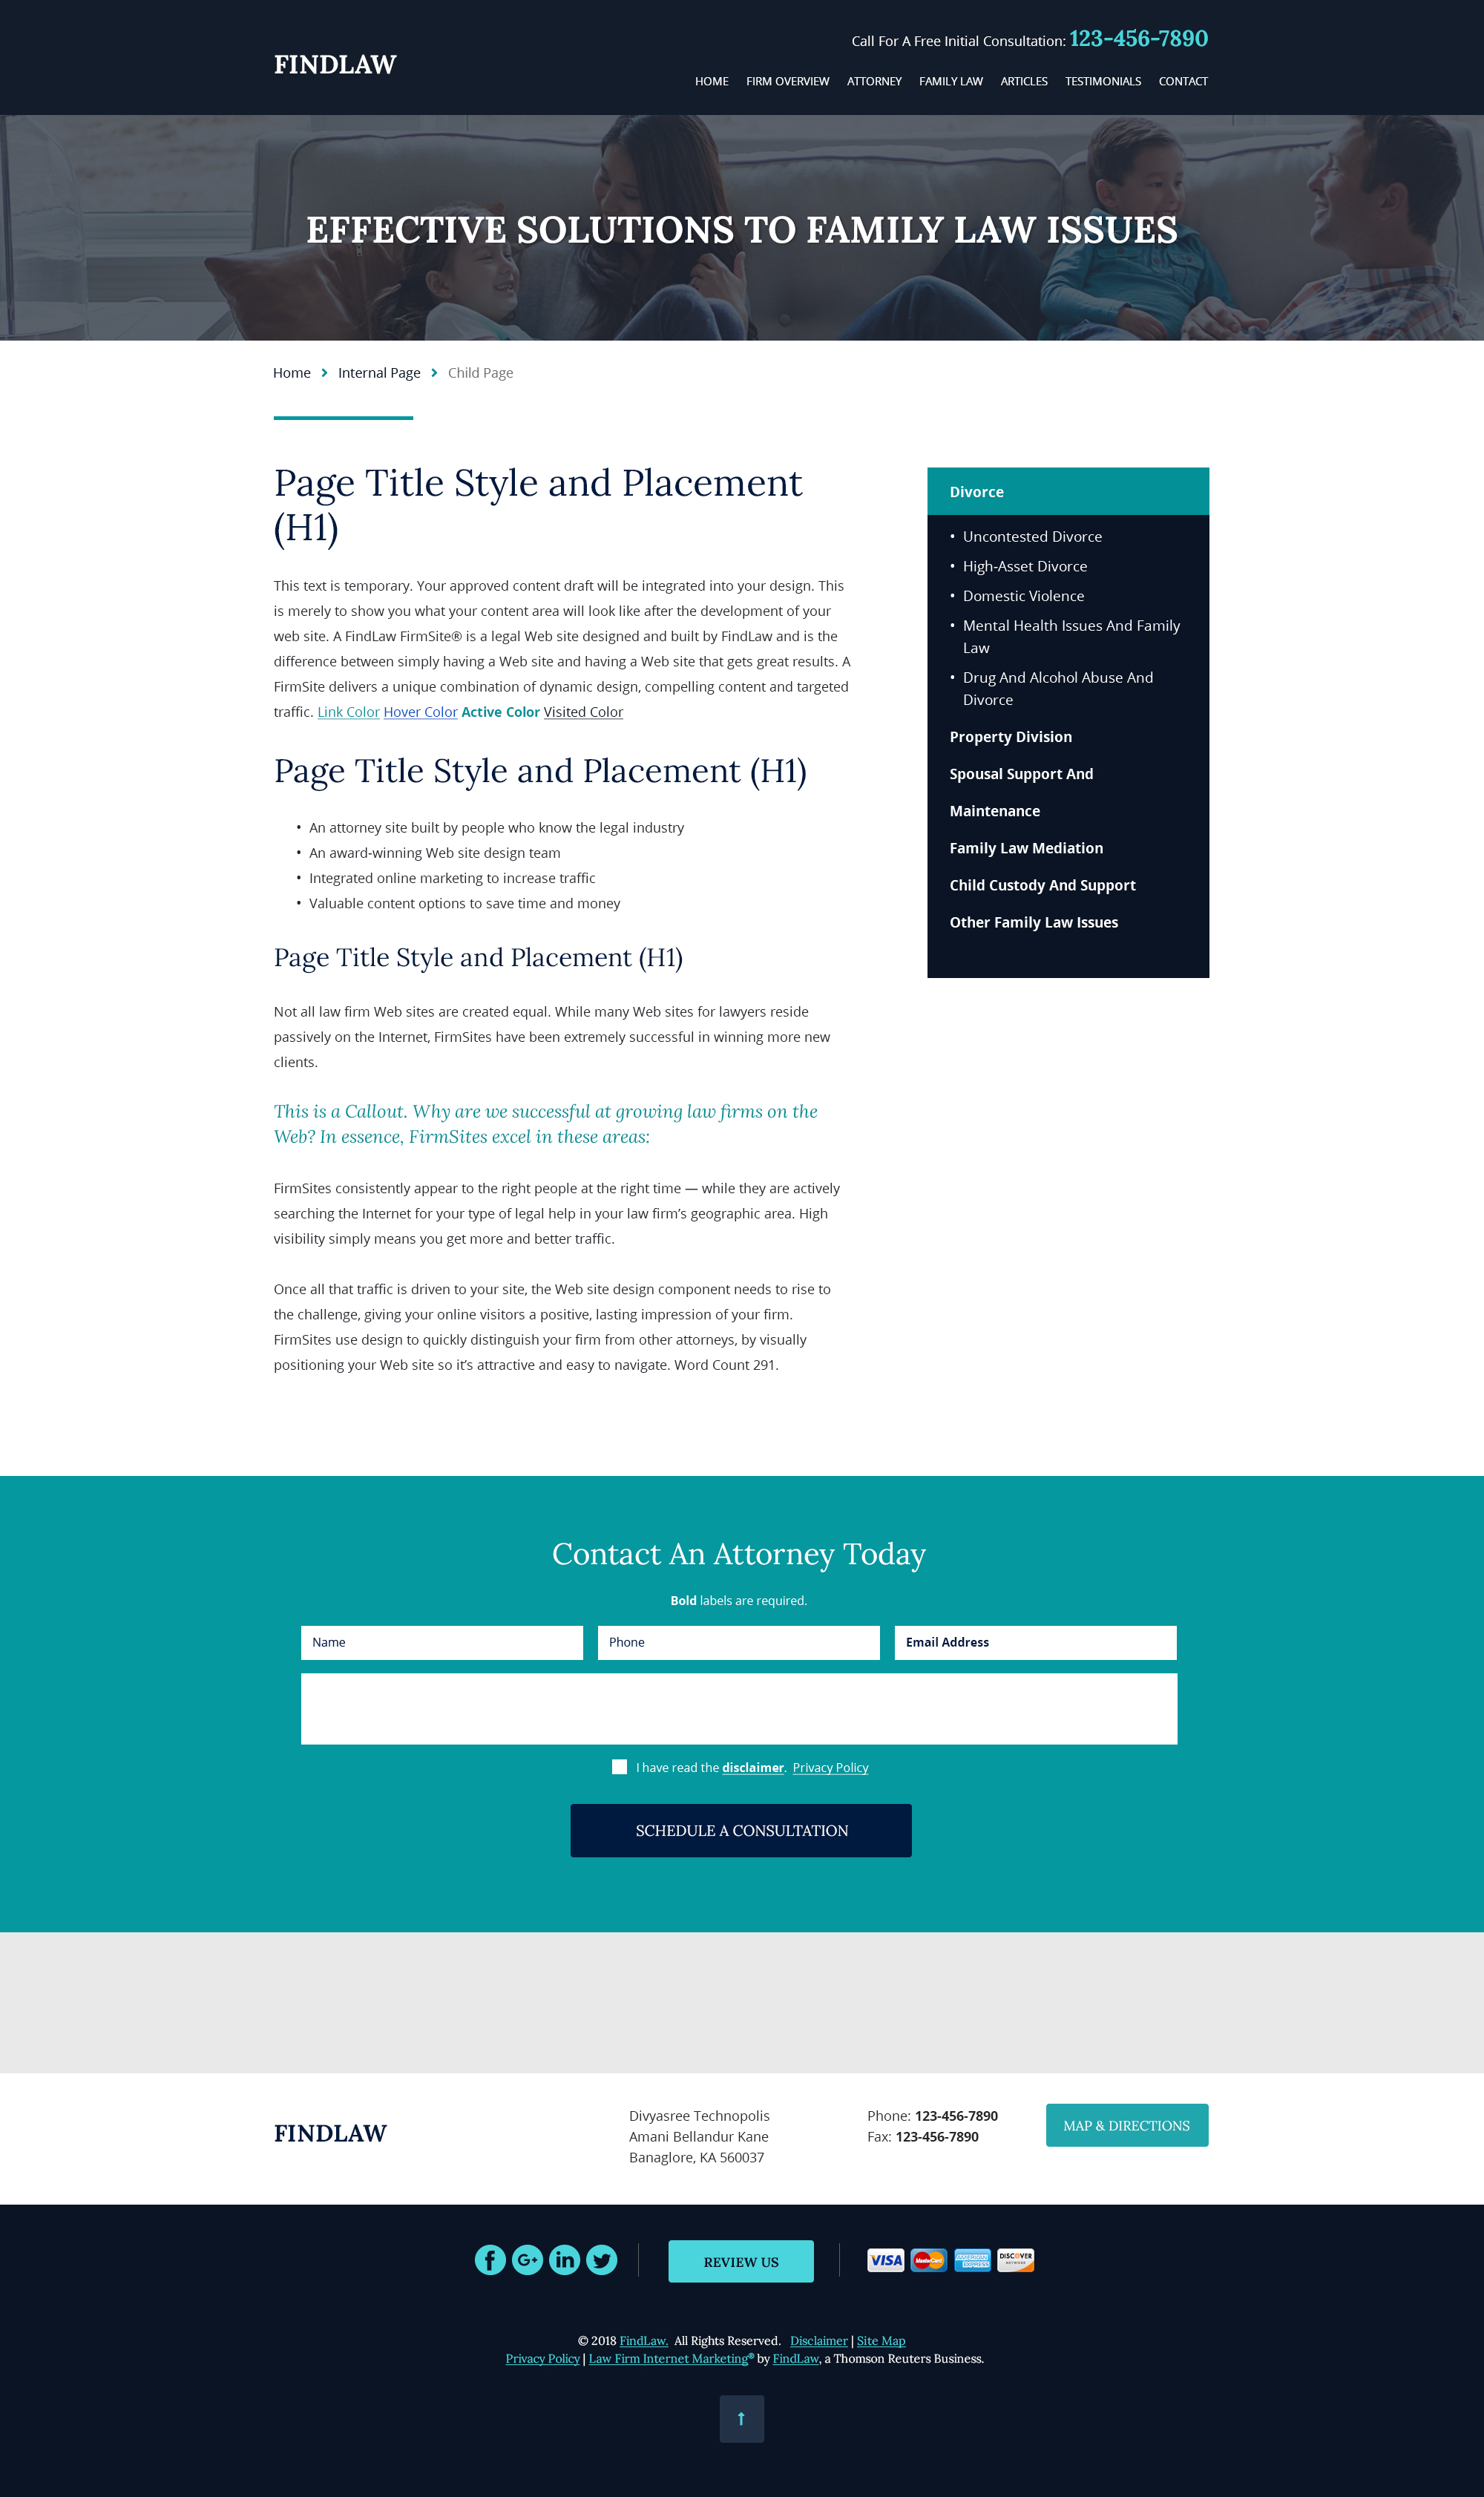 Call For A Free Initial Consultation: 123-456-7890
FINDLAW
HOME FIRM OVERVIEW ATTORNEY FAMILY LAW ARTICLES TESTIMONIALS CONTACT
EFFECTIVE SOLUTIONS TO FAMILY LAW ISSUES
Home > Internal Page > Child Page
Page Title Style and Placement
(H1)
This text is temporary. Your approved content draft will be integrated into your design. This
is merely to show you what your content area will look like after the development of your
web site. A FindLaw FirmSite® is a legal Web site designed and built by FindLaw and is the
difference between simply having a Web site and having a Web site that gets great results. A
FirmSite delivers a unique combination of dynamic design, compelling content and targeted
traffic. Link Color Hover Color Active Color Visited Color
Page Title Style and Placement (H1)
• An attorney site built by people who know the legal industry
• An award-winning Web site design team
• Integrated online marketing to increase traffic
• Valuable content options to save time and money
Page Title Style and Placement (H1)
Not all law firm Web sites are created equal. While many Web sites for lawyers reside
passively on the Internet, FirmSites have been extremely successful in winning more new
clients.
This is a Callout. Why are we successful at growing law firms on the
Web? In essence, FirmSites excel in these areas:
FirmSites consistently appear to the right people at the right time — while they are actively
searching the Internet for your type of legal help in your law firm’s geographic area. High
visibility simply means you get more and better traffic.
Once all that traffic is driven to your site, the Web site design component needs to rise to
the challenge, giving your online visitors a positive, lasting impression of your firm.
FirmSites use design to quickly distinguish your firm from other attorneys, by visually
positioning your Web site so it’s attractive and easy to navigate. Word Count 291.
Divorce
• Uncontested Divorce
• High-Asset Divorce
• Domestic Violence
• Mental Health Issues And Family
Law
• Drug And Alcohol Abuse And
Divorce
Property Division
Spousal Support And
Maintenance
Family Law Mediation
Child Custody And Support
Other Family Law Issues
Contact An Attorney Today
Bold labels are required.
Name
Phone
Email Address
I have read the disclaimer. Privacy Policy
SCHEDULE A CONSULTATION
FINDLAW
Divyasree Technopolis
Amani Bellandur Kane
Banaglore, KA 560037
Phone: 123-456-7890
Fax: 123-456-7890
MAP & DIRECTIONS
REVIEW US
VISA
MasterCard
AMERICAN EXPRESS
DISCOVER
NETWORK
© 2018 FindLaw. All Rights Reserved. Disclaimer | Site Map
Privacy Policy | Law Firm Internet Marketing® by FindLaw, a Thomson Reuters Business.